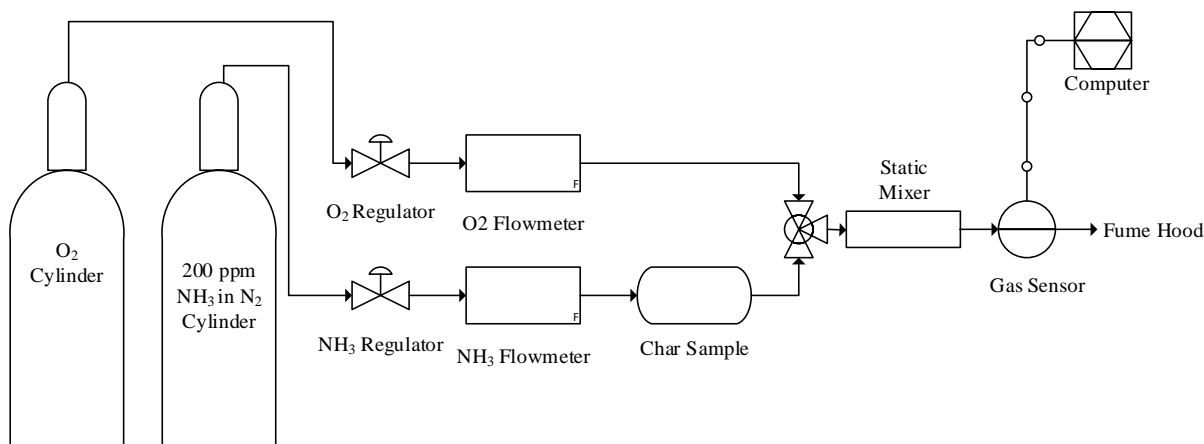 Computer
Static
Mixer
O₂ Regulator
O2 Flowmeter
F
Fume Hood
O₂
Cylinder
200 ppm
NH₃ in N₂
Cylinder
Gas Sensor
NH₃ Regulator
NH₃ Flowmeter
F
Char Sample